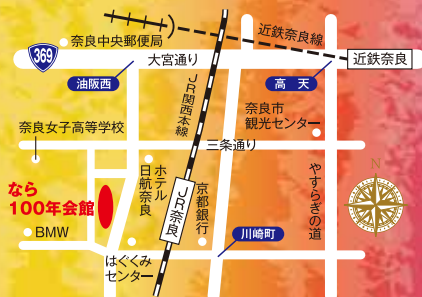 近鉄奈良線
奈良中央郵便局
369
大宮通り
近鉄奈良
油阪西
高天
JR関西本線
奈良市
観光センター
奈良女子高等学校
三条通り
ホテル
日航奈良
やすらぎの道
N
なら
100年会館
JR奈良
京都銀行
BMW
川崎町
はぐくみ
センター